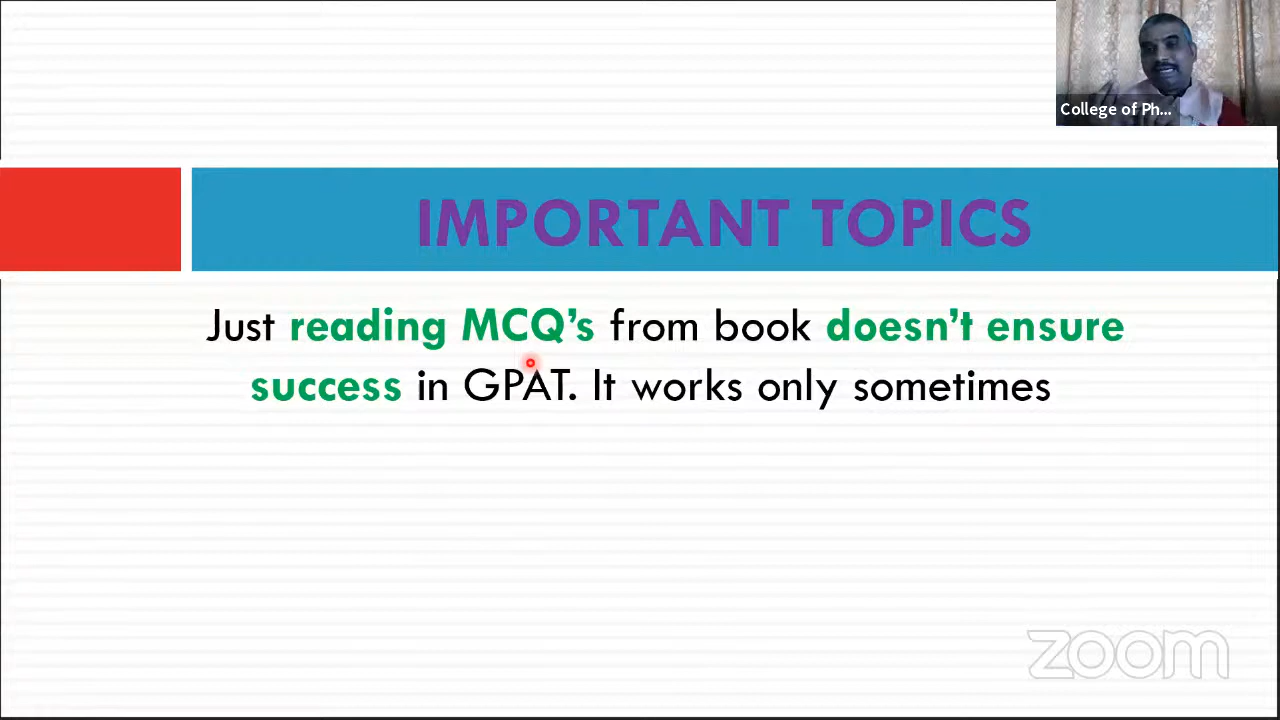 College of Ph...
IMPORTANT TOPICS
Just reading MCQ’s from book doesn’t ensure
success in GPAT. It works only sometimes
zoom